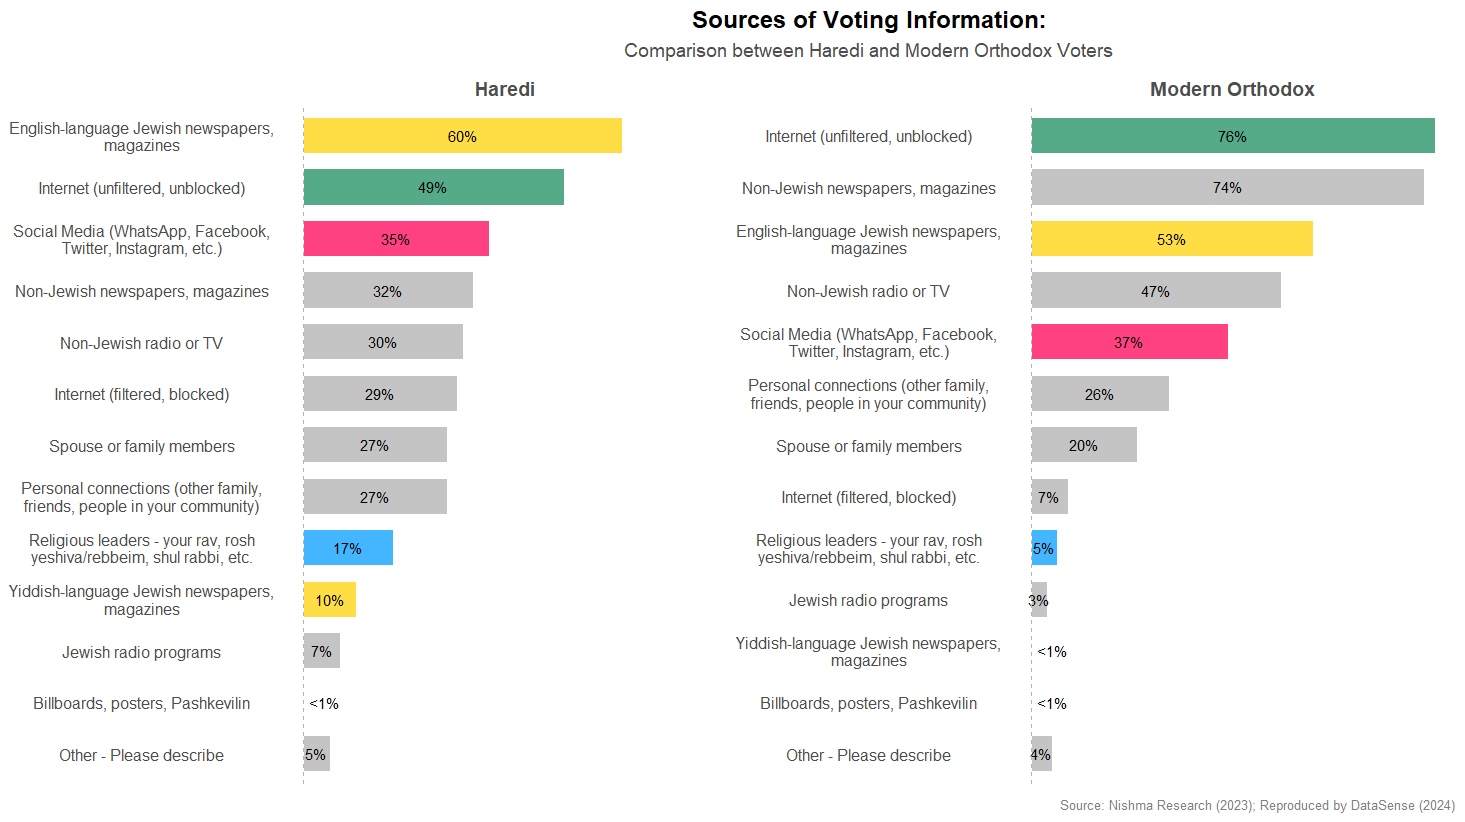 Sources of Voting Information:
Comparison between Haredi and Modern Orthodox Voters
Haredi
English-language Jewish newspapers,
magazines
60%
Internet (unfiltered, unblocked)
49%
Social Media (WhatsApp, Facebook,
Twitter, Instagram, etc.)
35%
Non-Jewish newspapers, magazines
32%
Non-Jewish radio or TV
30%
Internet (filtered, blocked)
29%
Spouse or family members
27%
Personal connections (other family,
friends, people in your community)
27%
Religious leaders - your rav, rosh
yeshiva/rebbeim, shul rabbi, etc.
17%
Yiddish-language Jewish newspapers,
magazines
10%
Jewish radio programs
7%
Billboards, posters, Pashkevilin
<1%
Other - Please describe
5%
Modern Orthodox
Internet (unfiltered, unblocked)
76%
Non-Jewish newspapers, magazines
74%
English-language Jewish newspapers,
magazines
53%
Non-Jewish radio or TV
47%
Social Media (WhatsApp, Facebook,
Twitter, Instagram, etc.)
37%
Personal connections (other family,
friends, people in your community)
26%
Spouse or family members
20%
Internet (filtered, blocked)
7%
Religious leaders - your rav, rosh
yeshiva/rebbeim, shul rabbi, etc.
5%
Jewish radio programs
3%
Yiddish-language Jewish newspapers,
magazines
<1%
Billboards, posters, Pashkevilin
<1%
Other - Please describe
4%
Source: Nishma Research (2023); Reproduced by DataSense (2024)